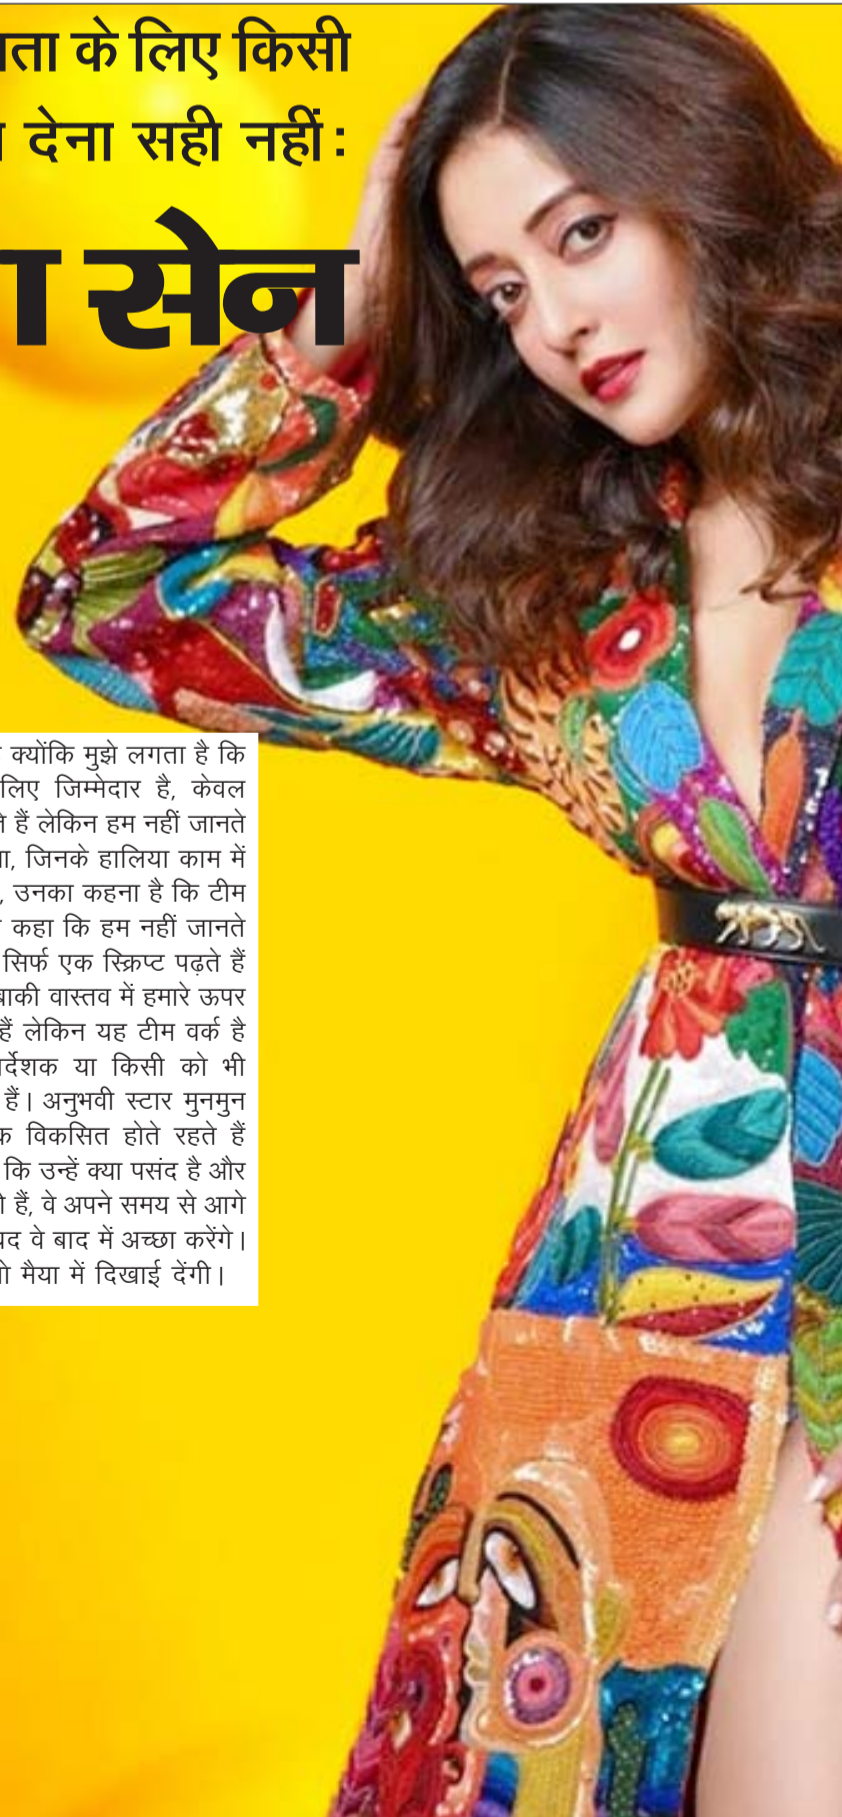 के लिए किसी
देना सही नहीं:
सेन
क्योंकि मुझे लगता है कि
लिए जिम्मेदार है, केवल
हैं लेकिन हम नहीं जानते
जिनके हालिया काम में
उनका कहना है कि टीम
कहा कि हम नहीं जानते
सिर्फ एक स्क्रिप्ट पढ़ते हैं
बाकी वास्तव में हमारे ऊपर
हैं लेकिन यह टीम वर्क है
या किसी को भी
हैं। अनुभवी स्टार मुनमुन
विकसित होते रहते हैं
कि उन्हें क्या पसंद है और
हैं, वे अपने समय से आगे
वे बाद में अच्छा करेंगे।
मैया में दिखाई देंगी।